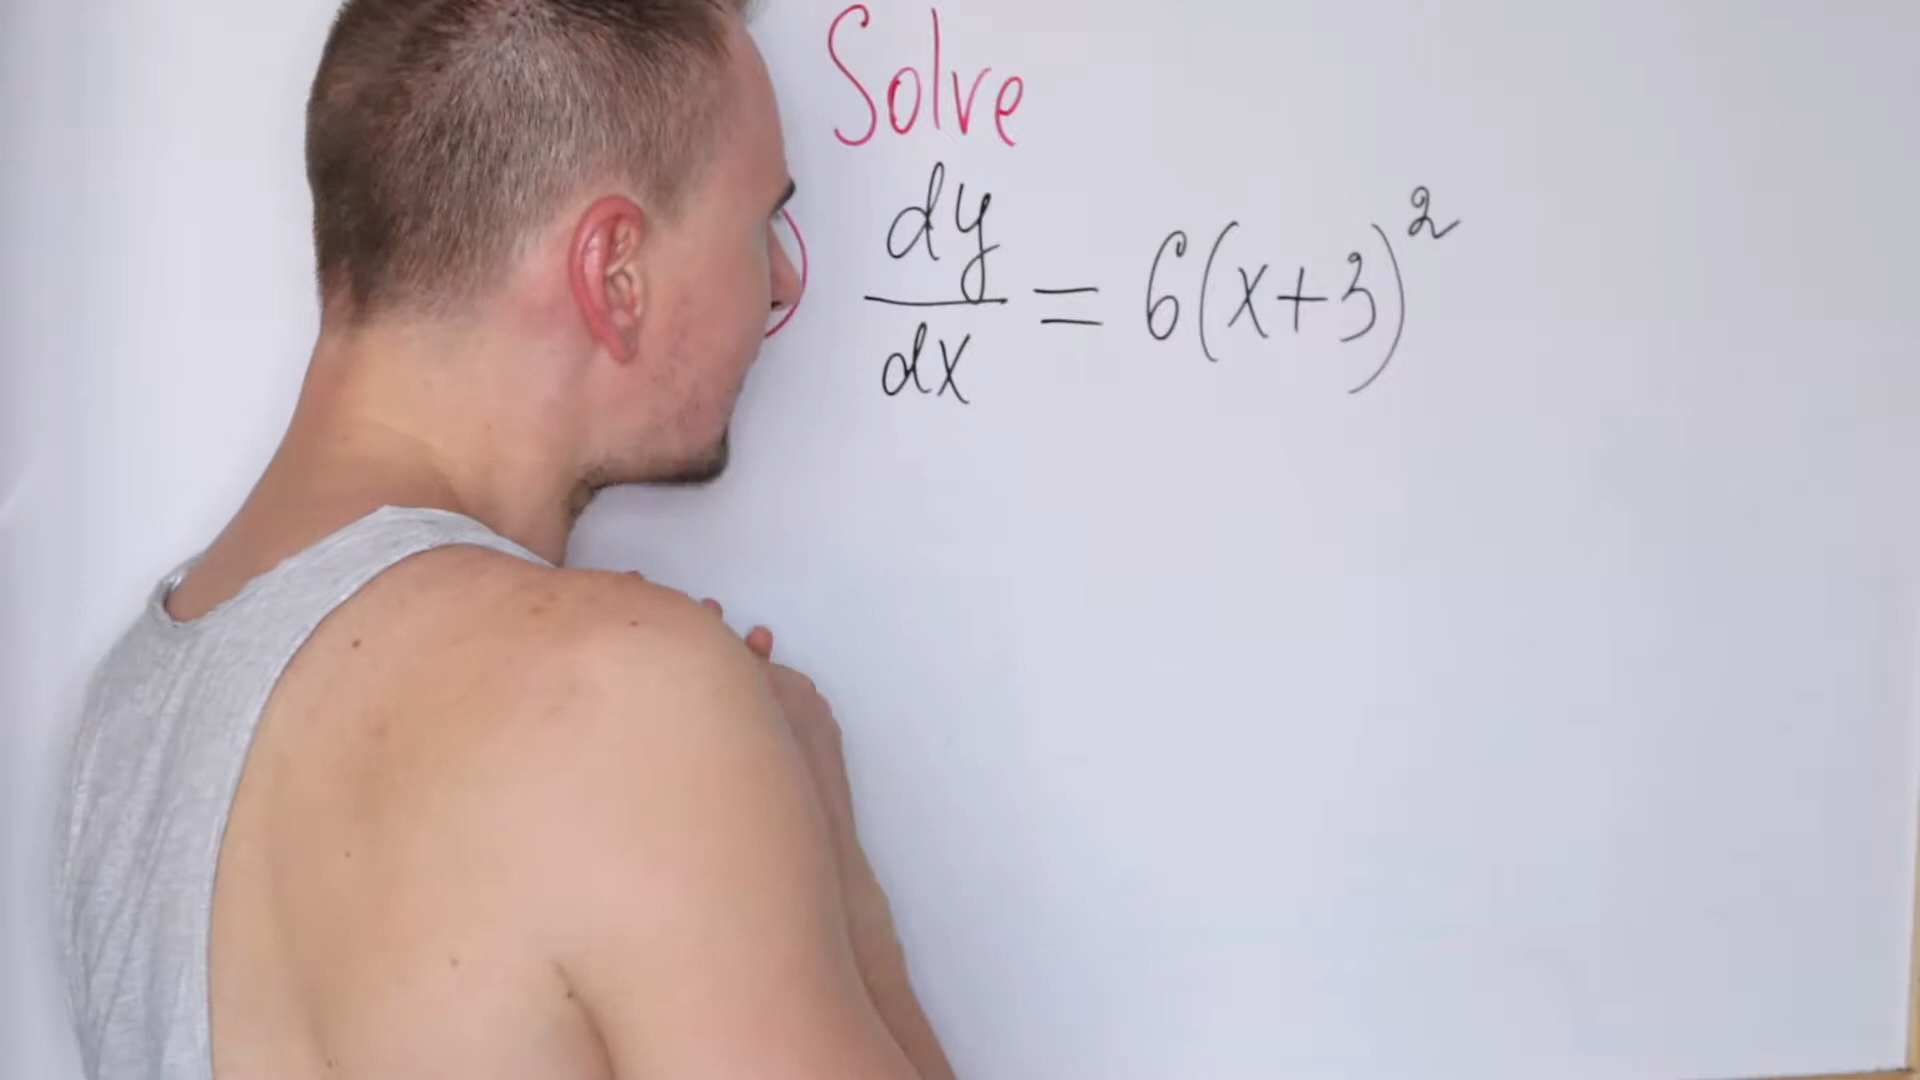 Solve
dy/dx = 6(x+3)²